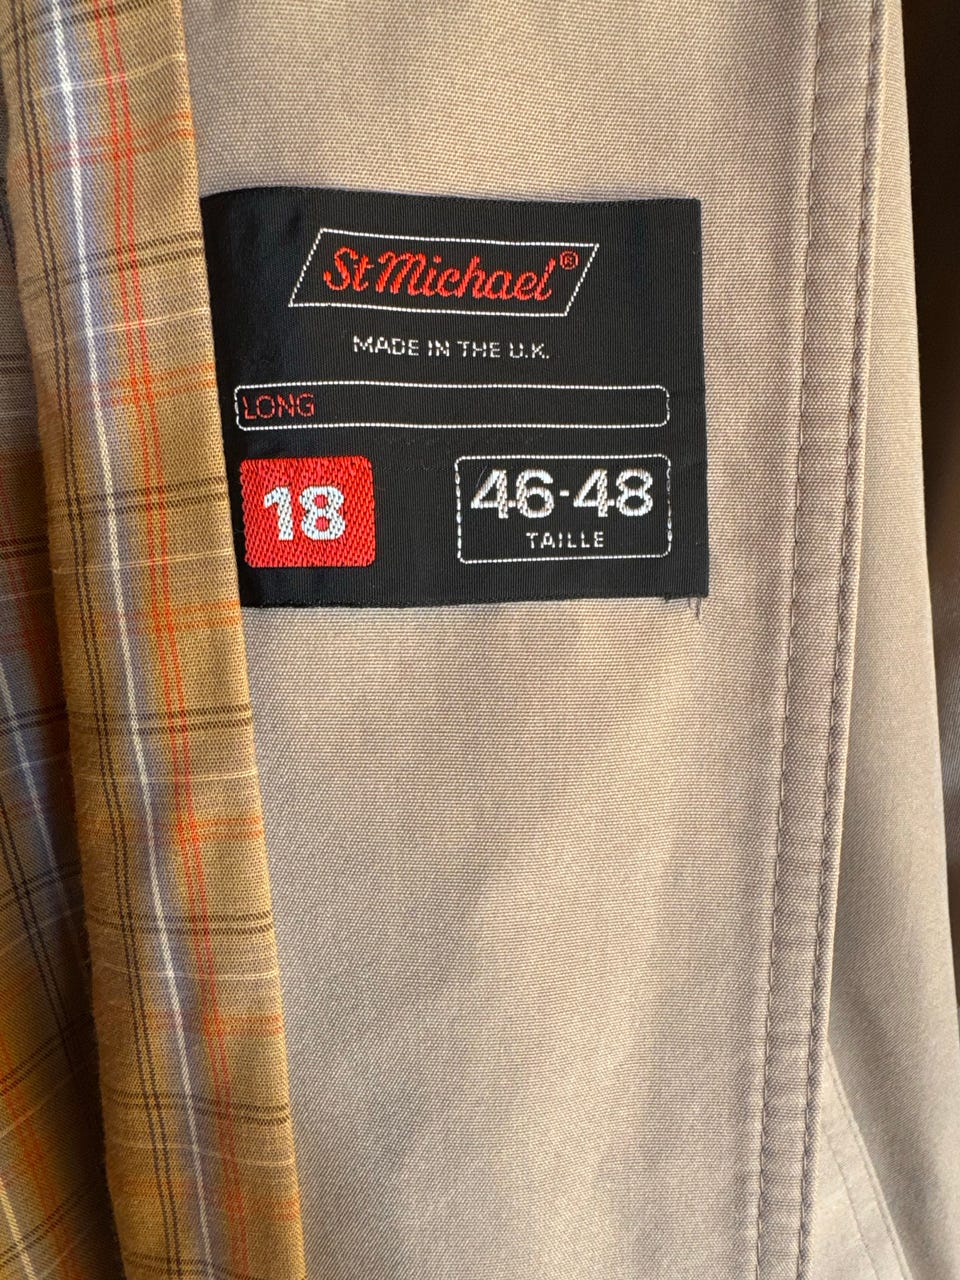 St Michael®
MADE IN THE U.K.
LONG
18
46-48
TAILLE